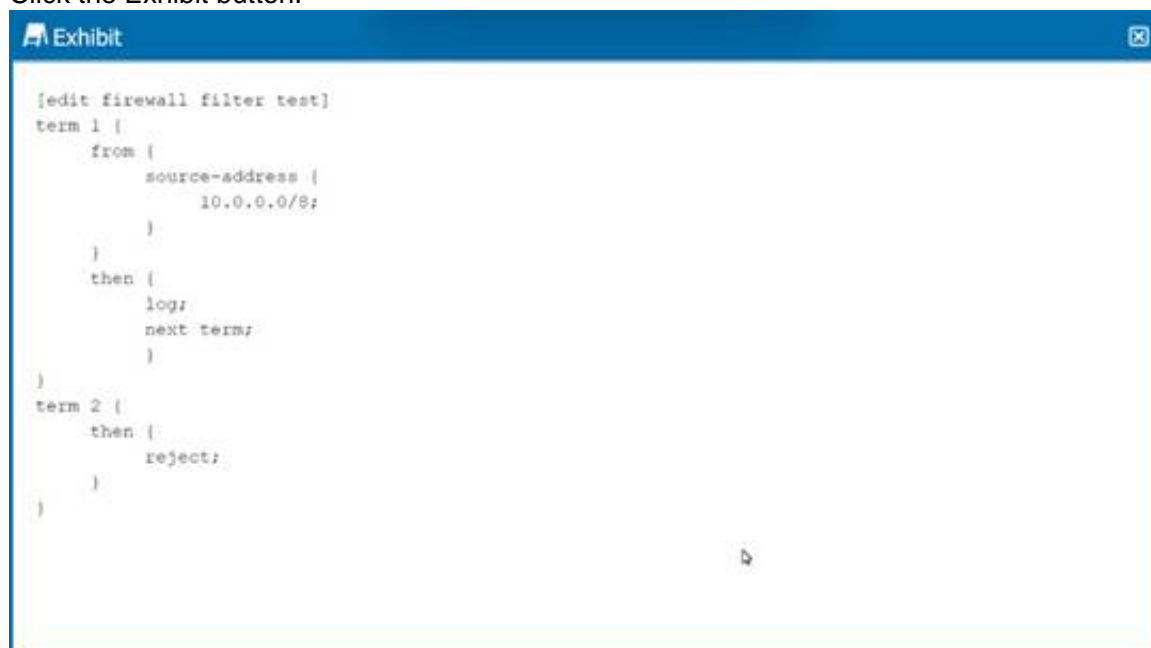 Click the Exhibit button.
Exhibit
[edit firewall filter test]
term 1 {
from {
source-address {
10.0.0.0/8;
}
}
then {
log;
next term;
}
}
term 2 {
then {
reject;
}
}